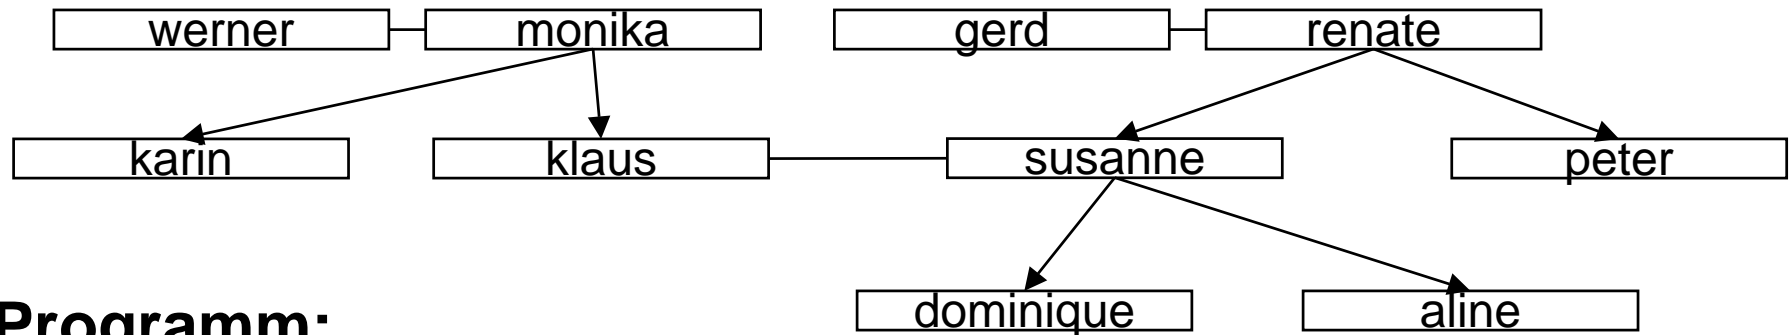 werner monika gerd renate
karin klaus susanne peter
dominique aline
Programm: